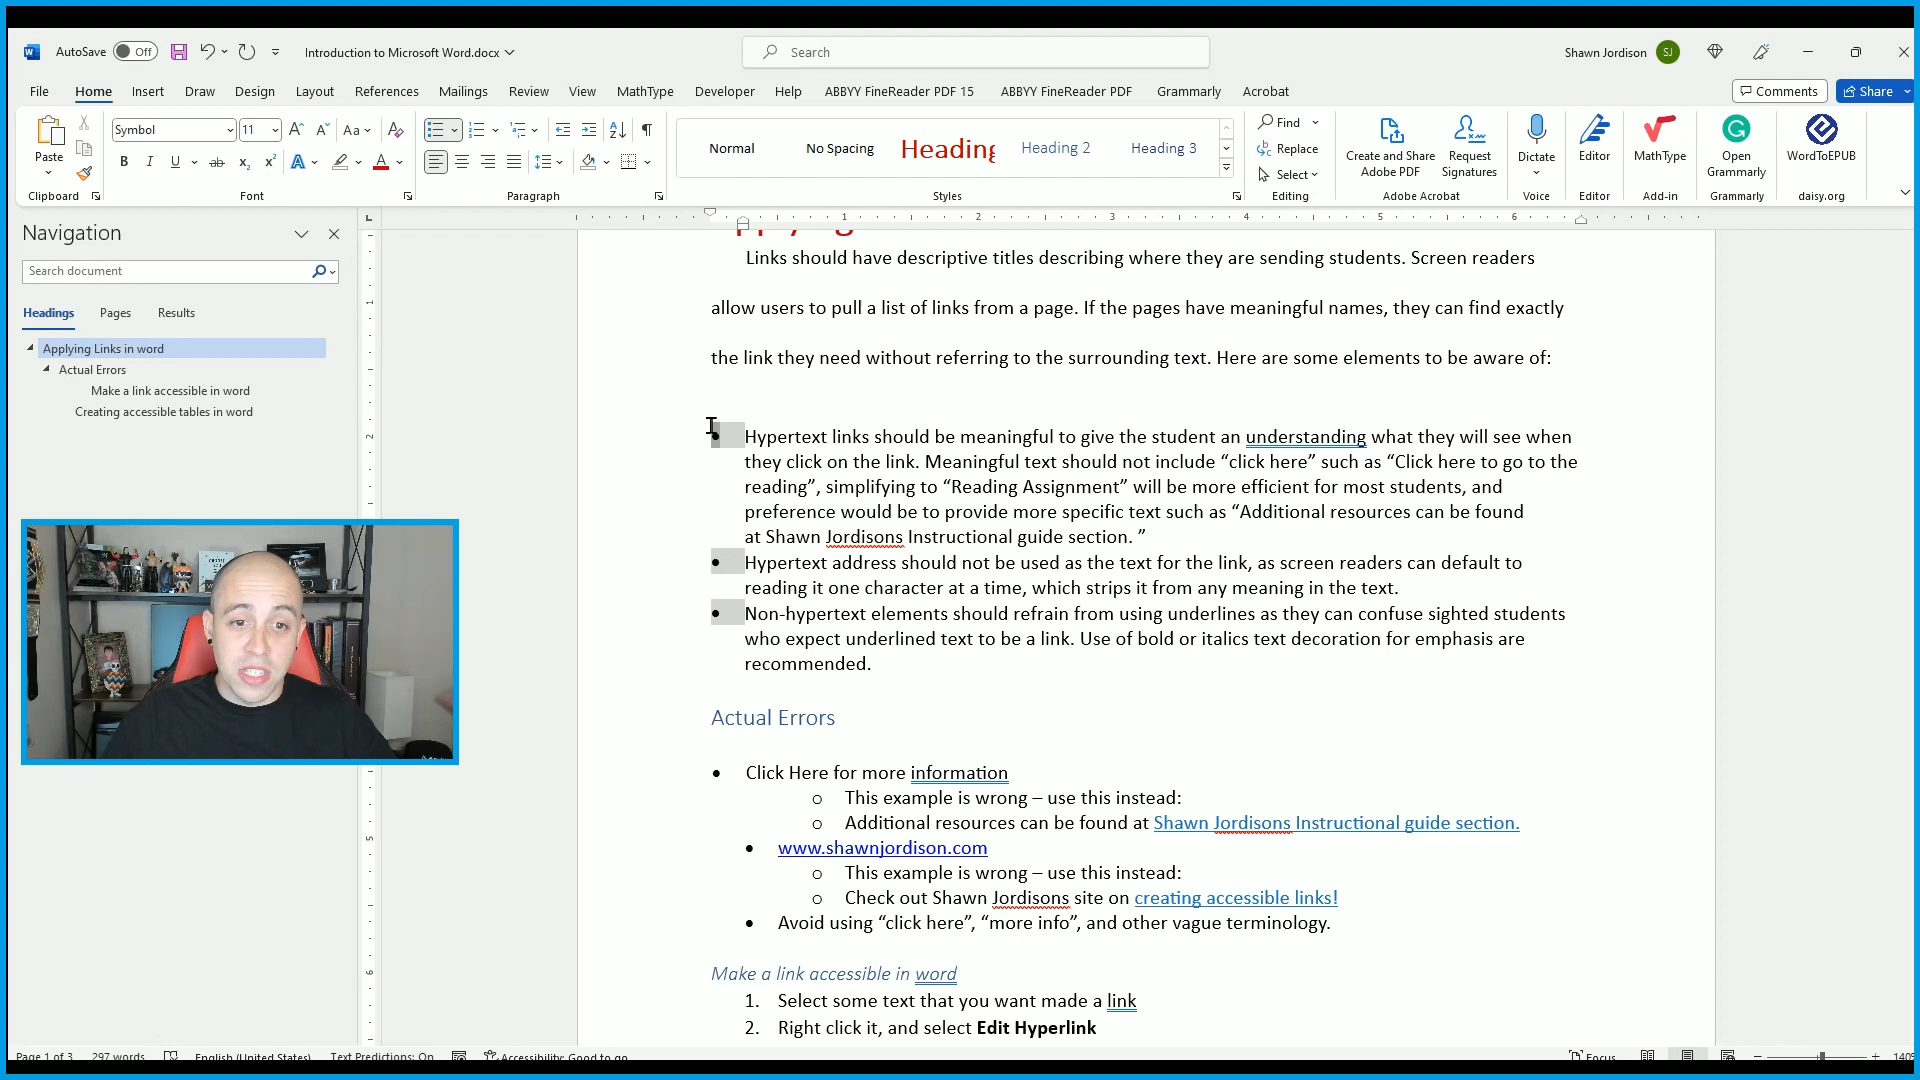 AutoSave Off Introduction to Microsoft Word.docx Search Shawn Jordison SJ
File Home Insert Draw Design Layout References Mailings Review View MathType Developer Help ABBYY FineReader PDF 15 ABBYY FineReader PDF Grammarly Acrobat Comments Share
Paste
Clipboard
Symbol 11
Font
Paragraph
Normal No Spacing Heading Heading 2 Heading 3
Styles
Find
Replace
Select
Editing
Create and Share Adobe PDF
Request Signatures
Adobe Acrobat
Dictate
Voice
Editor
Editor
MathType
Add-in
Open Grammarly
Grammarly
WordToEPUB
daisy.org
Navigation
Search document
Headings Pages Results
Applying Links in word
Actual Errors
Make a link accessible in word
Creating accessible tables in word
1 2 3 4 5 6
Links should have descriptive titles describing where they are sending students. Screen readers
allow users to pull a list of links from a page. If the pages have meaningful names, they can find exactly
the link they need without referring to the surrounding text. Here are some elements to be aware of:
• Hypertext links should be meaningful to give the student an understanding what they will see when
they click on the link. Meaningful text should not include “click here” such as “Click here to go to the
reading”, simplifying to “Reading Assignment” will be more efficient for most students, and
preference would be to provide more specific text such as “Additional resources can be found
at Shawn Jordisons Instructional guide section. ”
• Hypertext address should not be used as the text for the link, as screen readers can default to
reading it one character at a time, which strips it from any meaning in the text.
• Non-hypertext elements should refrain from using underlines as they can confuse sighted students
who expect underlined text to be a link. Use of bold or italics text decoration for emphasis are
recommended.
Actual Errors
• Click Here for more information
o This example is wrong – use this instead:
o Additional resources can be found at Shawn Jordisons Instructional guide section.
• www.shawnjordison.com
o This example is wrong – use this instead:
o Check out Shawn Jordisons site on creating accessible links!
• Avoid using “click here”, “more info”, and other vague terminology.
Make a link accessible in word
1. Select some text that you want made a link
2. Right click it, and select Edit Hyperlink
Page 1 of 3 297 words English (United States) Text Predictions: On Accessibility: Good to go Focus 140%